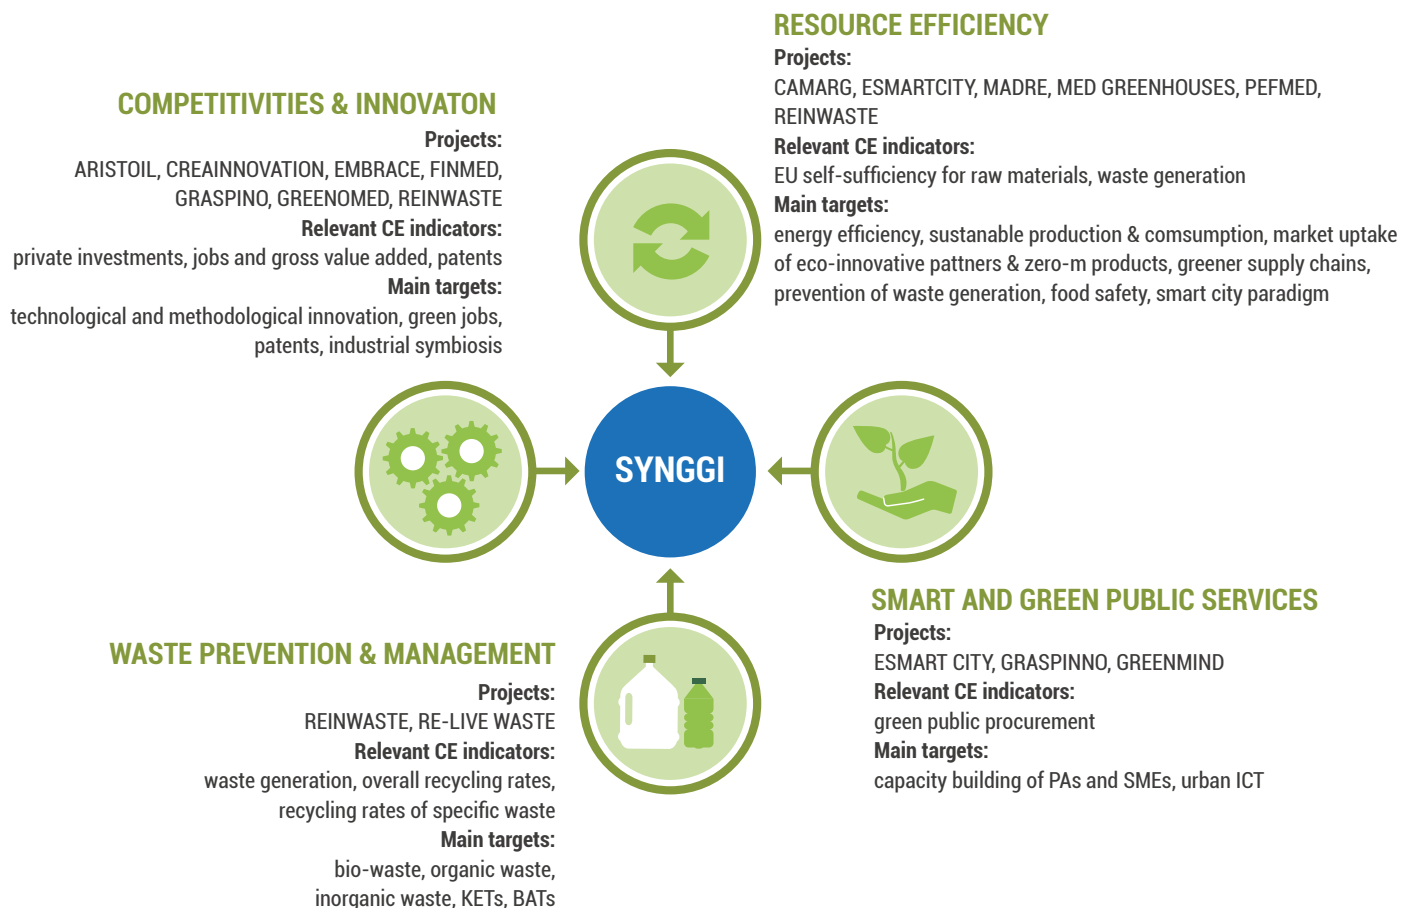 RESOURCE EFFICIENCY
Projects:
CAMARG, ESMARTCITY, MADRE, MED GREENHOUSES, PEFMED,
REINWASTE
Relevant CE indicators:
EU self-sufficiency for raw materials, waste generation
Main targets:
energy efficiency, sustanable production & comsumption, market uptake
of eco-innovative pattners & zero-m products, greener supply chains,
prevention of waste generation, food safety, smart city paradigm
COMPETITIVITIES & INNOVATON
Projects:
ARISTOIL, CREAINNOVATION, EMBRACE, FINMED,
GRASPINO, GREENOMED, REINWASTE
Relevant CE indicators:
private investments, jobs and gross value added, patents
Main targets:
technological and methodological innovation, green jobs,
patents, industrial symbiosis
SYNGGI
SMART AND GREEN PUBLIC SERVICES
Projects:
ESMART CITY, GRASPINNO, GREENMIND
Relevant CE indicators:
green public procurement
Main targets:
capacity building of PAs and SMEs, urban ICT
WASTE PREVENTION & MANAGEMENT
Projects:
REINWASTE, RE-LIVE WASTE
Relevant CE indicators:
waste generation, overall recycling rates,
recycling rates of specific waste
Main targets:
bio-waste, organic waste,
inorganic waste, KETs, BATs